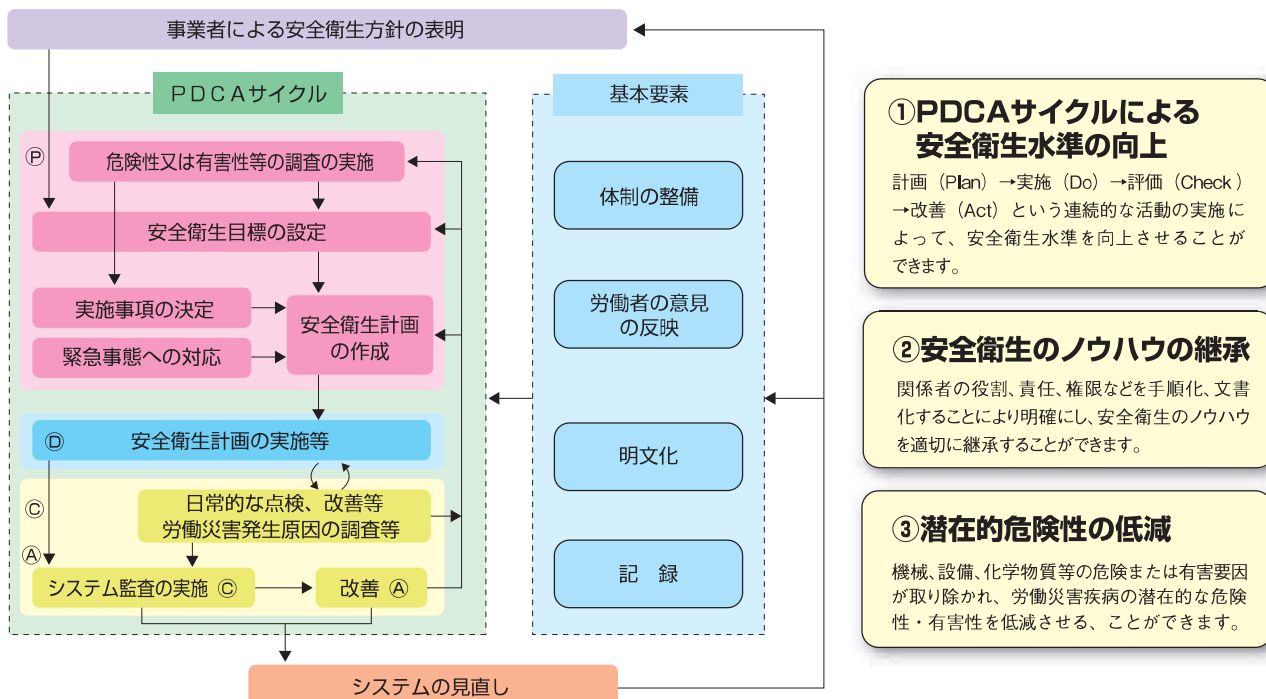 事業者による安全衛生方針の表明
PDCAサイクル
Ⓟ
危険性又は有害性等の調査の実施
安全衛生目標の設定
実施事項の決定
緊急事態への対応
安全衛生計画
の作成
Ⓓ
安全衛生計画の実施等
Ⓒ
日常的な点検、改善等
労働災害発生原因の調査等
Ⓐ
システム監査の実施 Ⓒ
改善 Ⓐ
システムの見直し
基本要素
体制の整備
労働者の意見
の反映
明文化
記 録
①PDCAサイクルによる
安全衛生水準の向上
計画(Plan)→実施(Do)→評価(Check)
→改善(Act)という連続的な活動の実施に
よって、安全衛生水準を向上させることが
できます。
②安全衛生のノウハウの継承
関係者の役割、責任、権限などを手順化、文書
化することにより明確にし、安全衛生のノウハウ
を適切に継承することができます。
③潜在的危険性の低減
機械、設備、化学物質等の危険または有害要因
が取り除かれ、労働災害疾病の潜在的な危険
性・有害性を低減させる、ことができます。